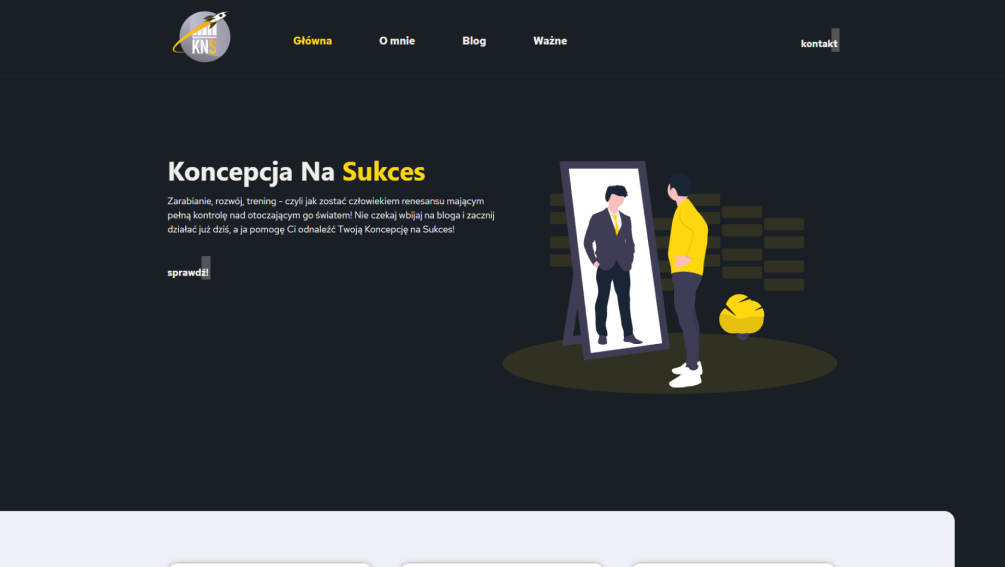 KNS
Główna
O mnie
Blog
Ważne
kontakt
Koncepcja Na Sukces
Zarabianie, rozwój, trening - czyli jak zostać człowiekiem renesansu mającym
pełną kontrolę nad otoczającym go światem! Nie czekaj wbijaj na bloga i zacznij
działać już dziś, a ja pomogę Ci odnaleźć Twoją Koncepcję na Sukces!
sprawdź!